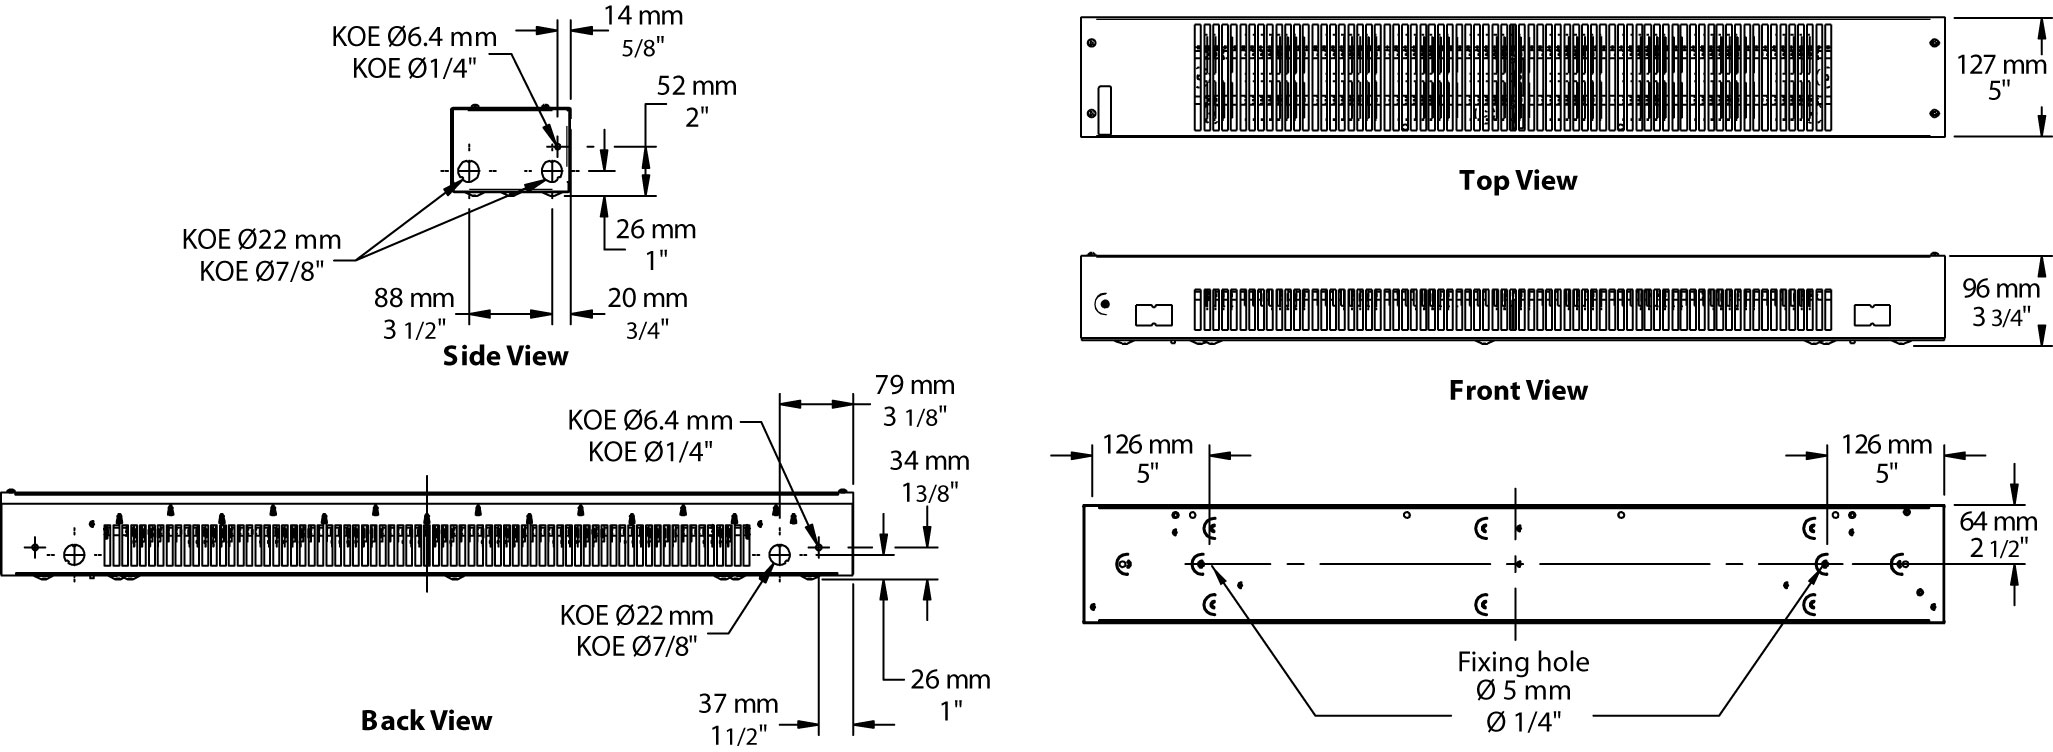 14 mm
5/8"
KOE Ø6.4 mm
KOE Ø1/4"
52 mm
2"
KOE Ø22 mm
KOE Ø7/8"
26 mm
1"
88 mm
3 1/2"
20 mm
3/4"
Side View
127 mm
5"
Top View
96 mm
3 3/4"
Front View
79 mm
3 1/8"
KOE Ø6.4 mm
KOE Ø1/4"
34 mm
13/8"
KOE Ø22 mm
KOE Ø7/8"
26 mm
1"
37 mm
11/2"
Back View
126 mm
5"
126 mm
5"
64 mm
2 1/2"
Fixing hole
Ø 5 mm
Ø 1/4"